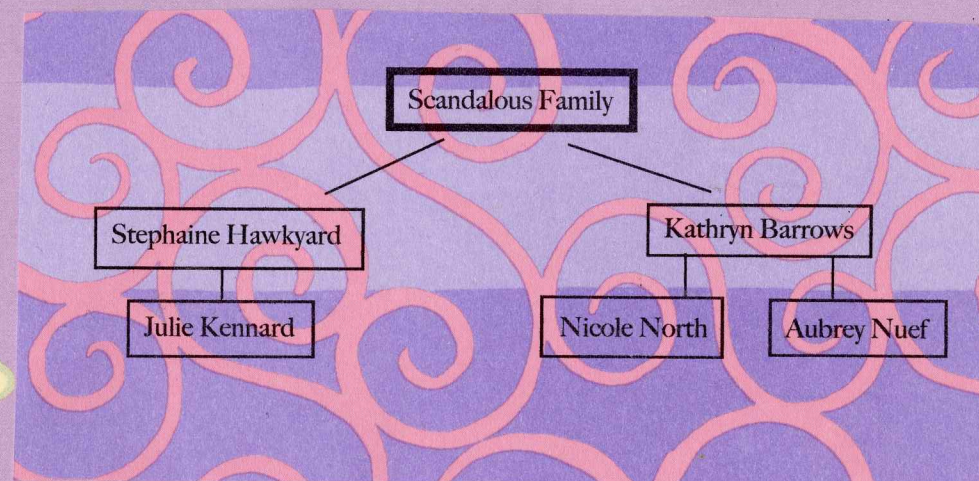 Scandalous Family
Stephaine Hawkyard
Kathryn Barrows
Julie Kennard
Nicole North
Aubrey Nuef